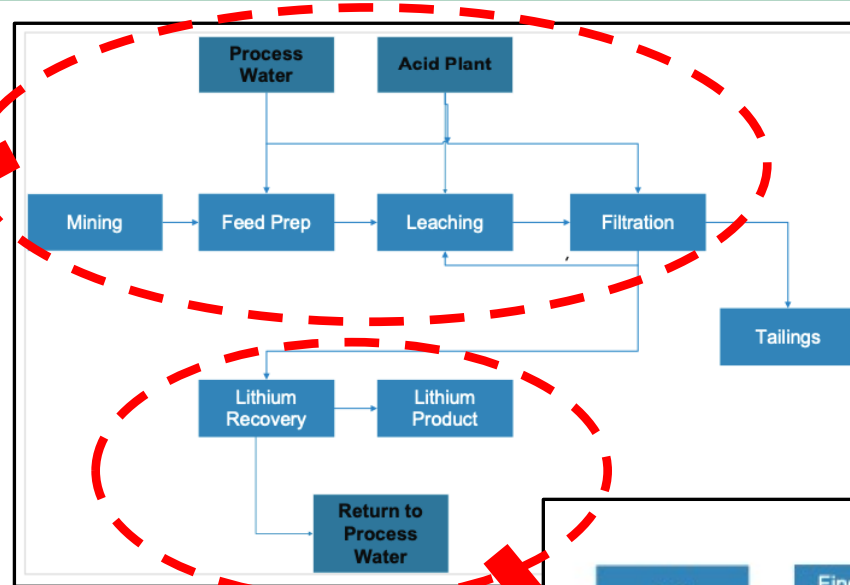 Process
Water
Acid Plant
Mining
Feed Prep
Leaching
Filtration
Tailings
Lithium
Recovery
Lithium
Product
Return to
Process
Water